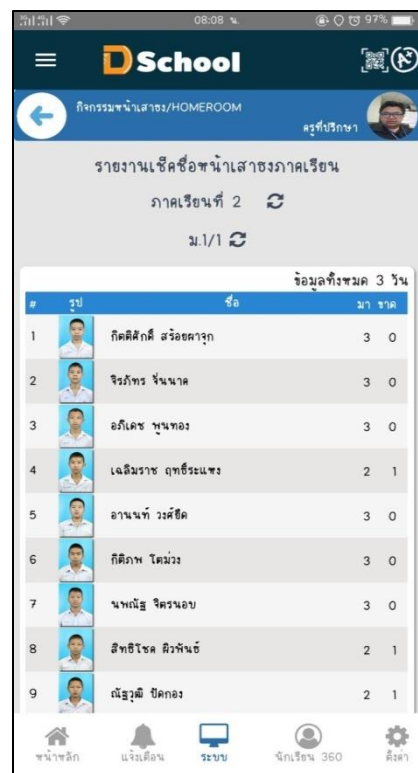 08:08 น.
97%
DSchool
A+
กิจกรรมหน้าเสาธง/HOMEROOM
ครูที่ปรึกษา
รายงานเช็คชื่อหน้าเสาธงภาคเรียน
ภาคเรียนที่ 2
ม.1/1
ข้อมูลทั้งหมด 3 วัน
# รูป ชื่อ มา ขาด
1 กิตติศักดิ์ สร้อยผาจุก 3 0
2 จิรภัทร จั่นนาค 3 0
3 อภิเดช พูนทอง 3 0
4 เฉลิมราช ฤทธิ์ระแหง 2 1
5 อานนท์ วงศ์ยืด 3 0
6 กิติภพ โตม่วง 3 0
7 นพณัฐ จิตรนอบ 3 0
8 สิทธิโชค ผิวพันธ์ 2 1
9 ณัฐวุฒิ ปัดกอง 2 1
หน้าหลัก แจ้งเตือน ระบบ นักเรียน 360 ตั้งค่า